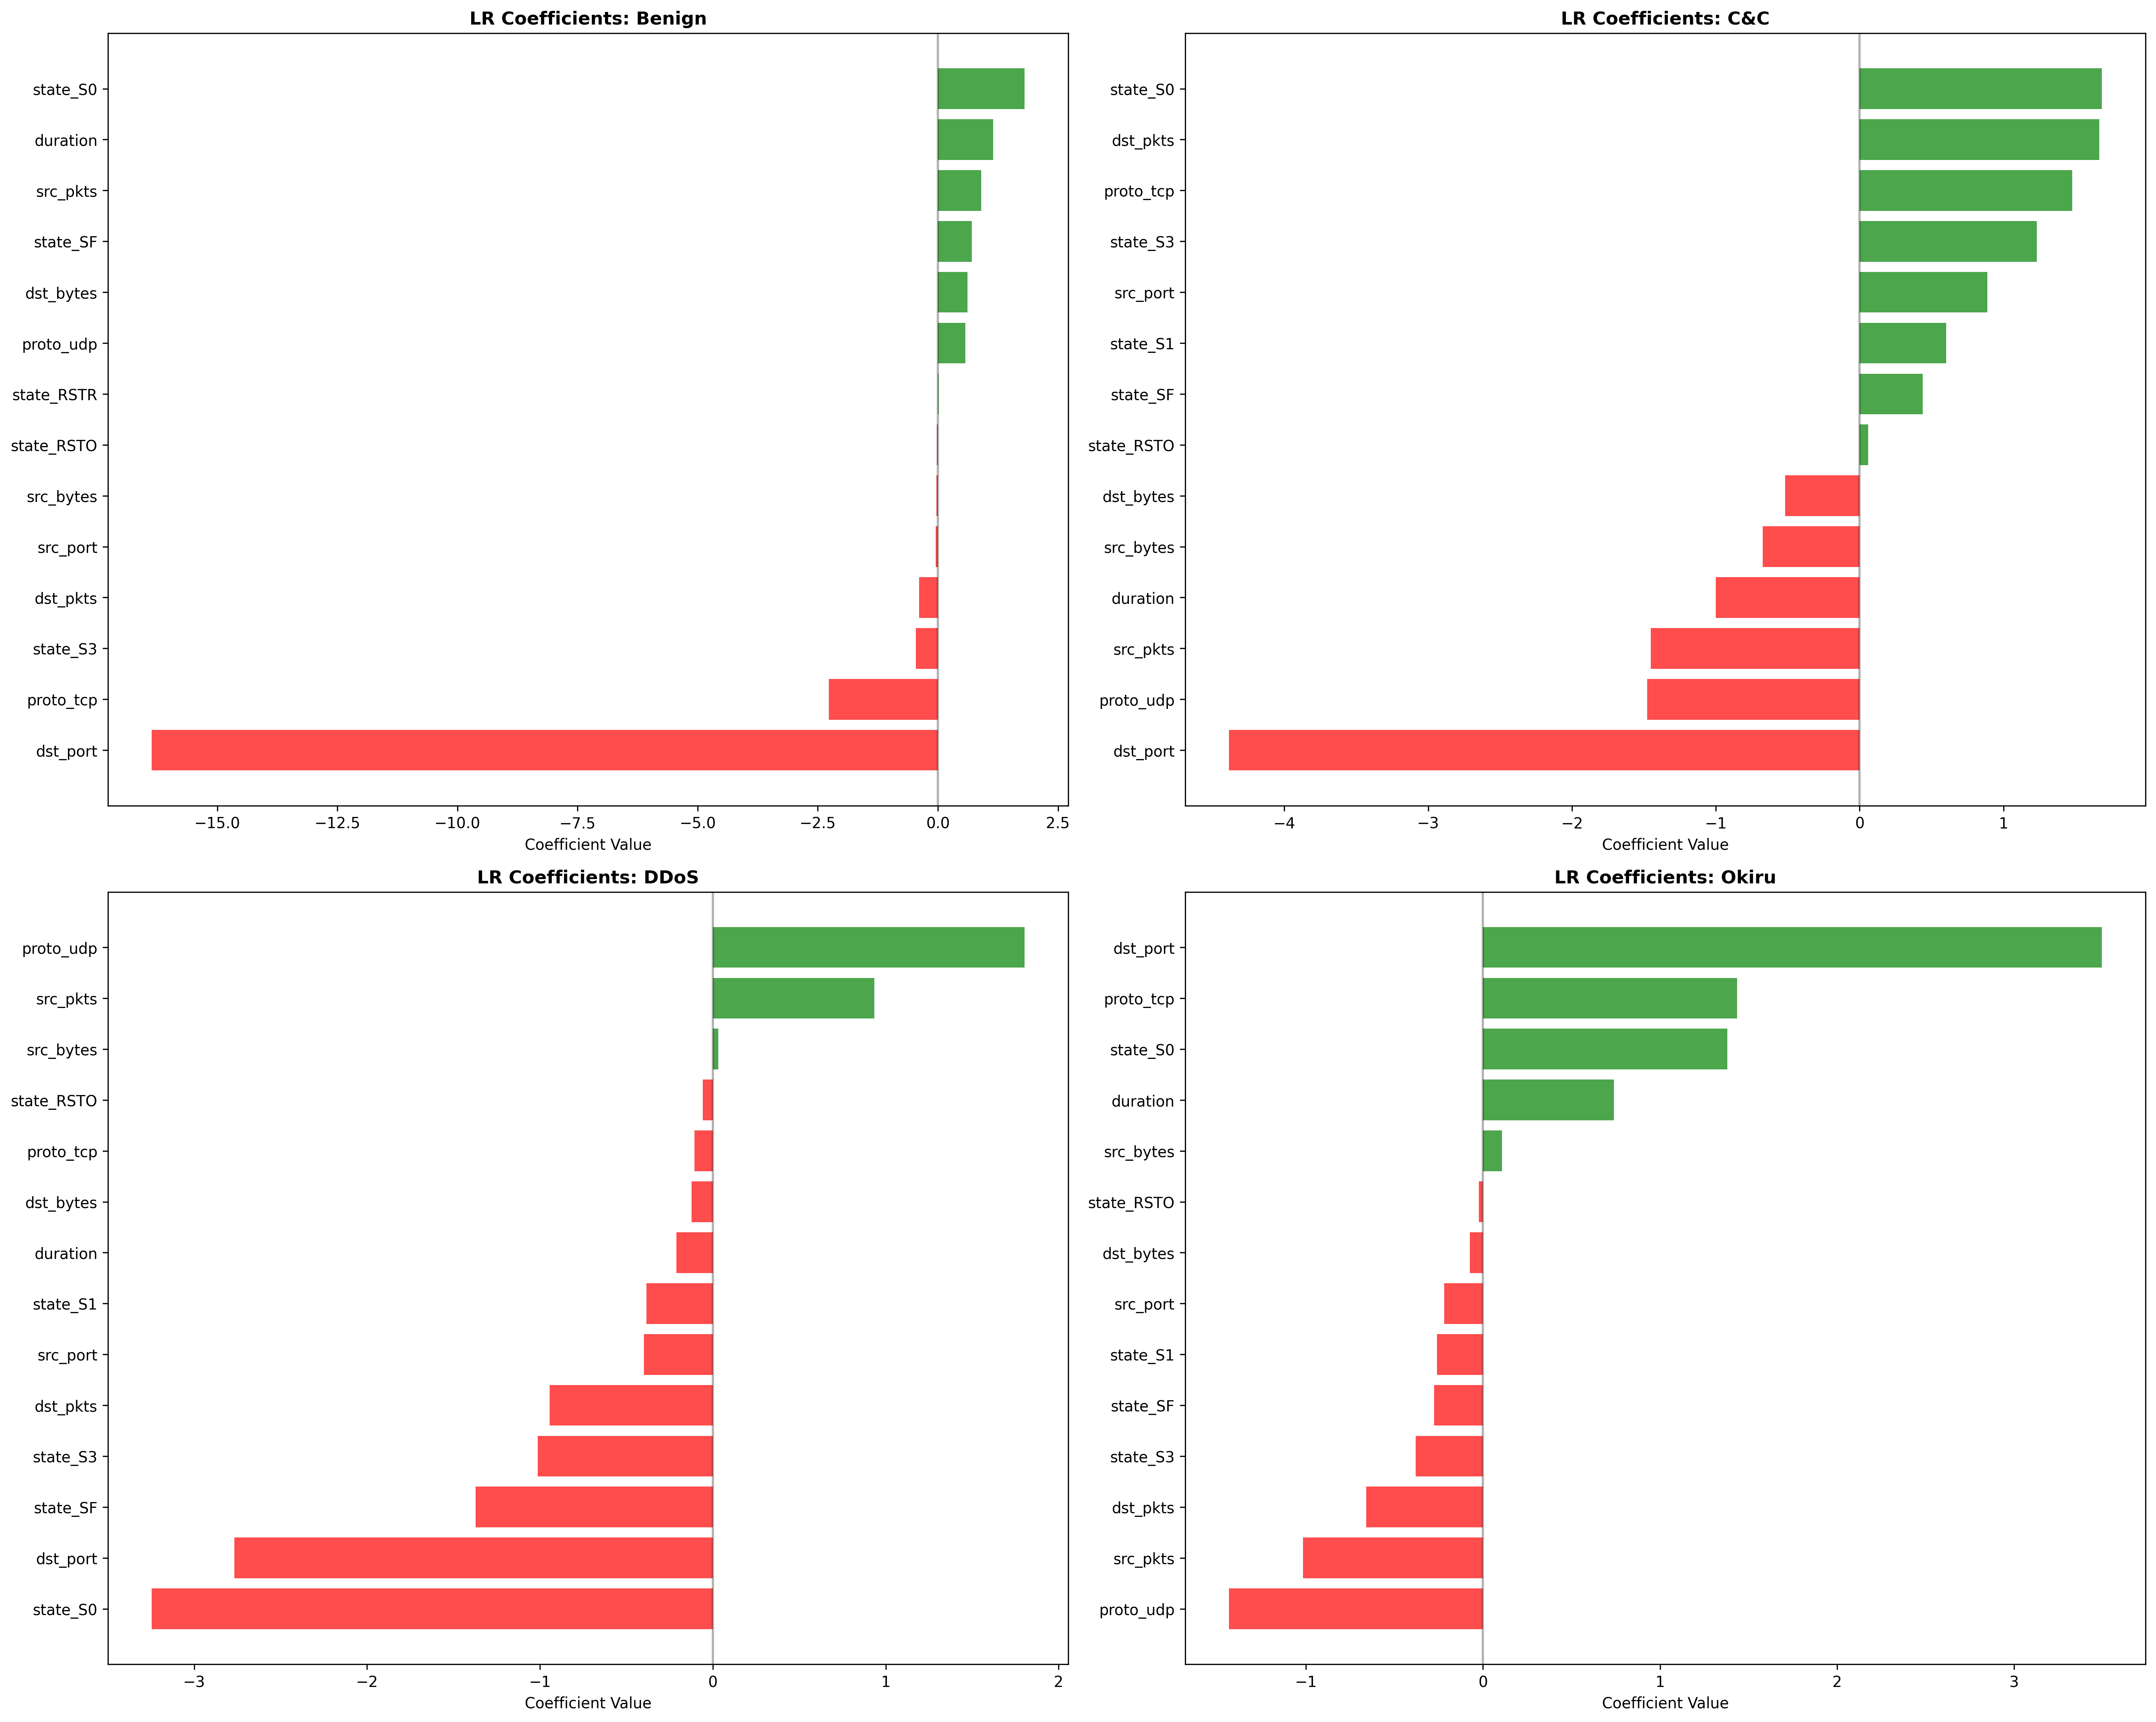 LR Coefficients: Benign
state_S0
duration
src_pkts
state_SF
dst_bytes
proto_udp
state_RSTR
state_RSTO
src_bytes
src_port
dst_pkts
state_S3
proto_tcp
dst_port
−15.0 −12.5 −10.0 −7.5 −5.0 −2.5 0.0 2.5
Coefficient Value
LR Coefficients: C&C
state_S0
dst_pkts
proto_tcp
state_S3
src_port
state_S1
state_SF
state_RSTO
dst_bytes
src_bytes
duration
src_pkts
proto_udp
dst_port
−4 −3 −2 −1 0 1
Coefficient Value
LR Coefficients: DDoS
proto_udp
src_pkts
src_bytes
state_RSTO
proto_tcp
dst_bytes
duration
state_S1
src_port
dst_pkts
state_S3
state_SF
dst_port
state_S0
−3 −2 −1 0 1 2
Coefficient Value
LR Coefficients: Okiru
dst_port
proto_tcp
state_S0
duration
src_bytes
state_RSTO
dst_bytes
src_port
state_S1
state_SF
state_S3
dst_pkts
src_pkts
proto_udp
−1 0 1 2 3
Coefficient Value